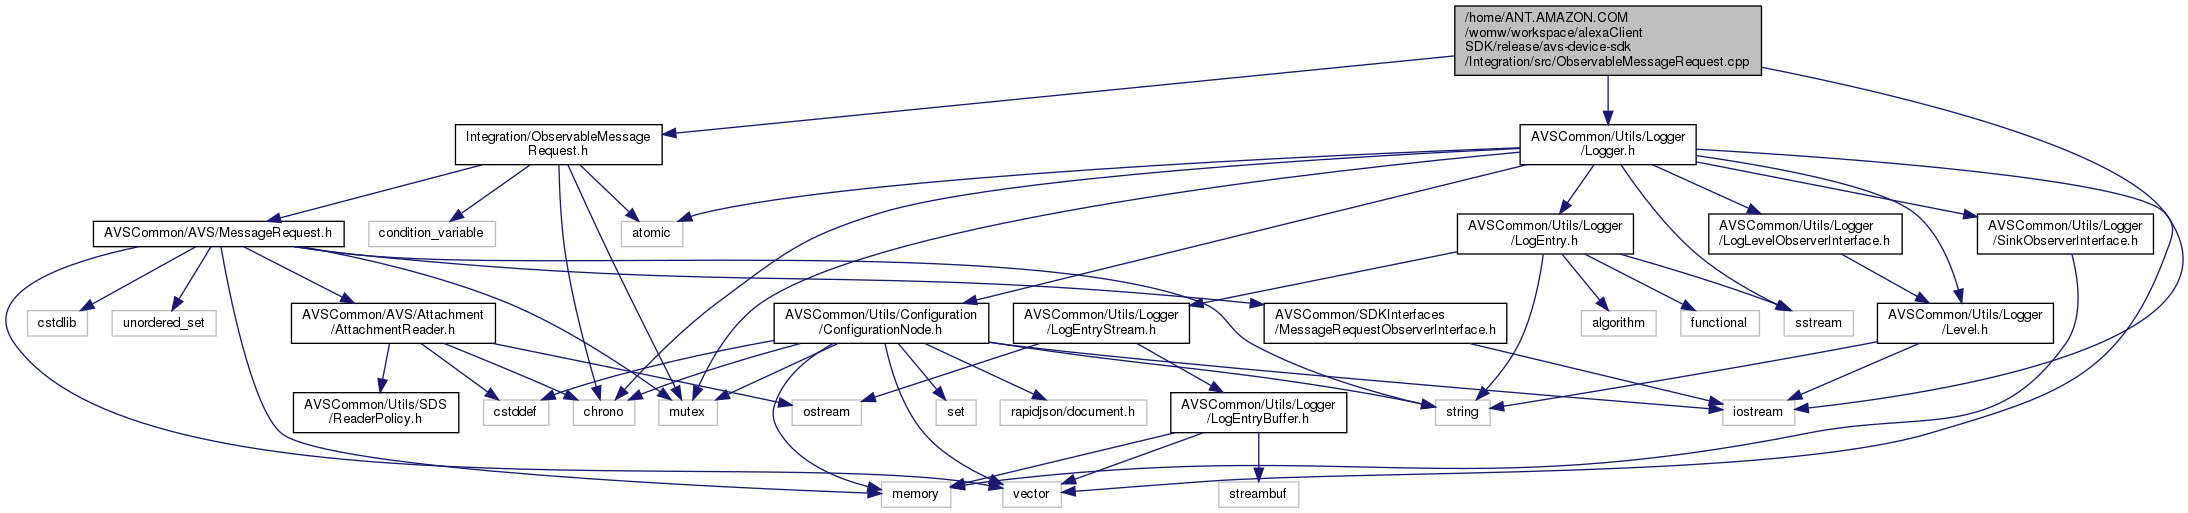 /home/ANT.AMAZON.COM
/womw/workspace/alexaClient
SDK/release/avs-device-sdk
/Integration/src/ObservableMessageRequest.cpp
Integration/ObservableMessage
Request.h
AVSCommon/Utils/Logger
/Logger.h
AVSCommon/AVS/MessageRequest.h
condition_variable
atomic
AVSCommon/Utils/Logger
/LogEntry.h
AVSCommon/Utils/Logger
/LogLevelObserverInterface.h
AVSCommon/Utils/Logger
/SinkObserverInterface.h
cstdlib
unordered_set
AVSCommon/AVS/Attachment
/AttachmentReader.h
AVSCommon/Utils/Configuration
/ConfigurationNode.h
AVSCommon/Utils/Logger
/LogEntryStream.h
AVSCommon/SDKInterfaces
/MessageRequestObserverInterface.h
algorithm
functional
sstream
AVSCommon/Utils/Logger
/Level.h
AVSCommon/Utils/SDS
/ReaderPolicy.h
cstddef
chrono
mutex
ostream
set
rapidjson/document.h
AVSCommon/Utils/Logger
/LogEntryBuffer.h
string
iostream
memory
vector
streambuf